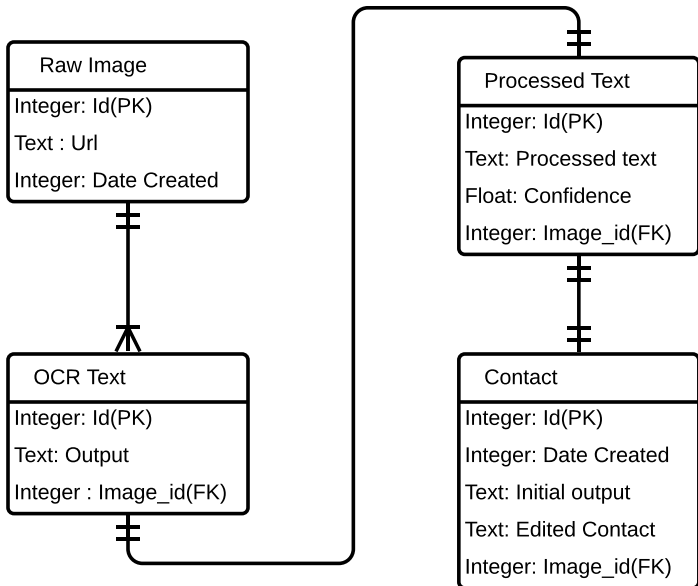 Raw Image
Integer: Id(PK)
Text : Url
Integer: Date Created
OCR Text
Integer: Id(PK)
Text: Output
Integer : Image_id(FK)
Processed Text
Integer: Id(PK)
Text: Processed text
Float: Confidence
Integer: Image_id(FK)
Contact
Integer: Id(PK)
Integer: Date Created
Text: Initial output
Text: Edited Contact
Integer: Image_id(FK)